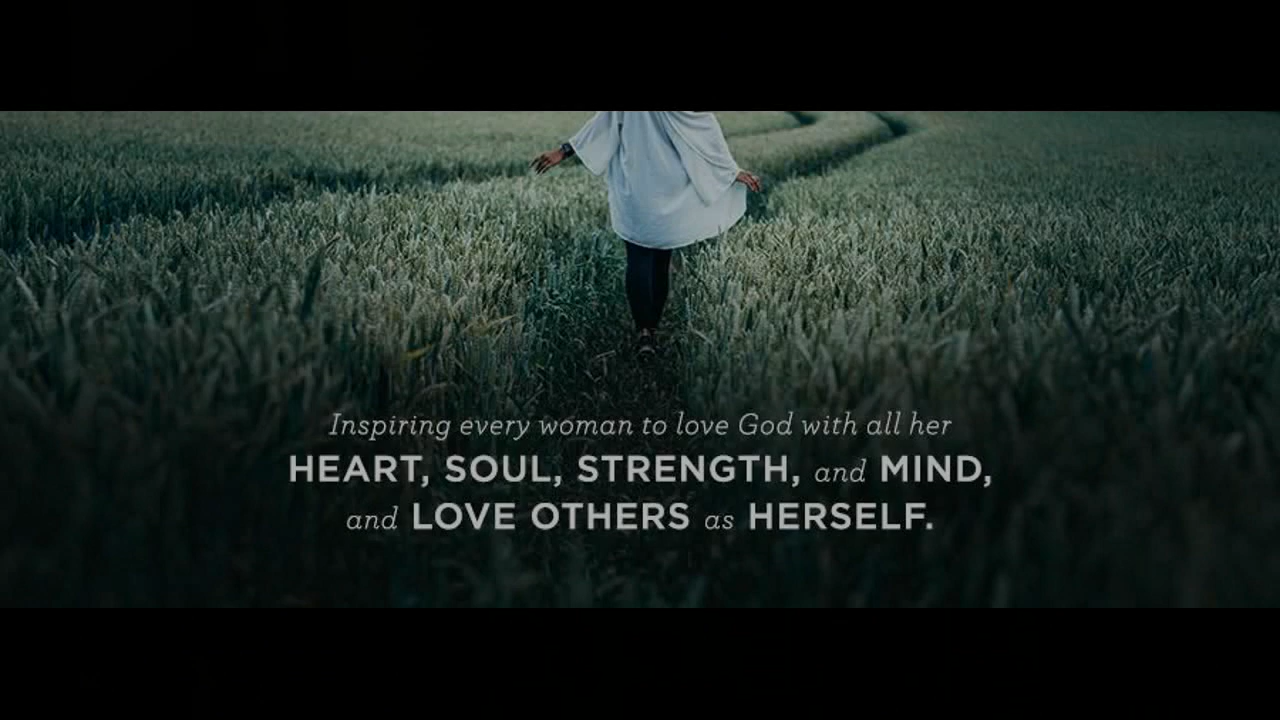 Inspiring every woman to love God with all her
HEART, SOUL, STRENGTH, and MIND,
and LOVE OTHERS as HERSELF.